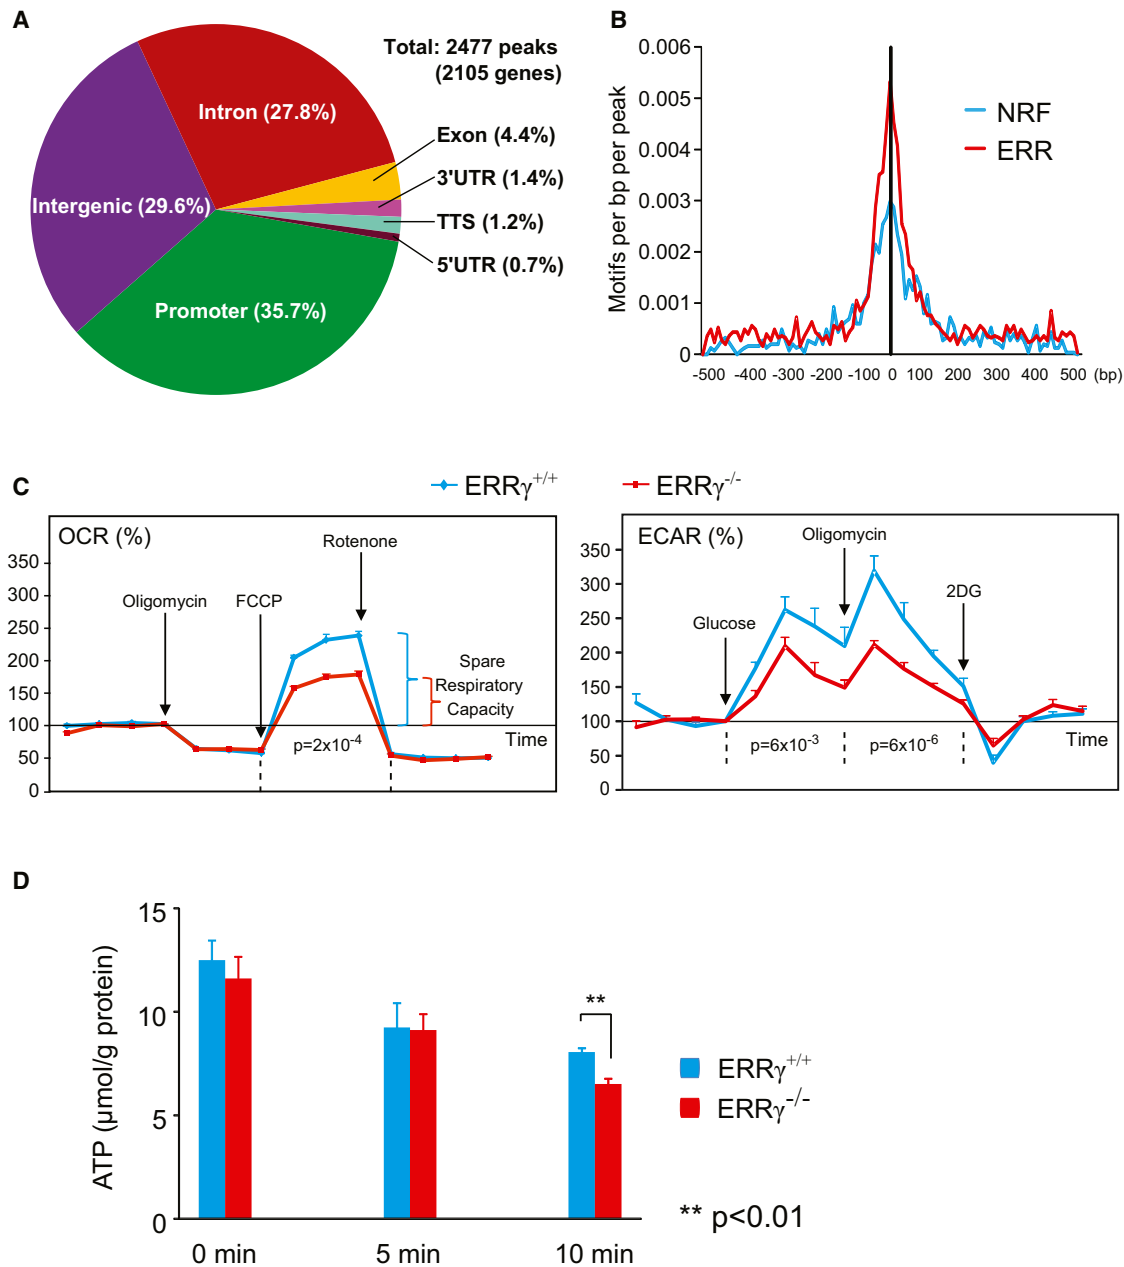 A
Total: 2477 peaks
(2105 genes)
Intron (27.8%)
Exon (4.4%)
3'UTR (1.4%)
TTS (1.2%)
5'UTR (0.7%)
Intergenic (29.6%)
Promoter (35.7%)
B
Motifs per bp per peak
0.006
0.005
0.004
0.003
0.002
0.001
0
NRF
ERR
-500 -400 -300 -200 -100 0 100 200 300 400 500 (bp)
C
ERRγ+/+
ERRγ-/-
OCR (%)
350
300
250
200
150
100
50
0
Oligomycin
FCCP
Rotenone
Spare
Respiratory
Capacity
p=2x10-4
Time
ECAR (%)
350
300
250
200
150
100
50
0
Glucose
Oligomycin
2DG
p=6x10-3
p=6x10-6
Time
D
ATP (μmol/g protein)
15
10
5
0
**
0 min
5 min
10 min
ERRγ+/+
ERRγ-/-
** p<0.01